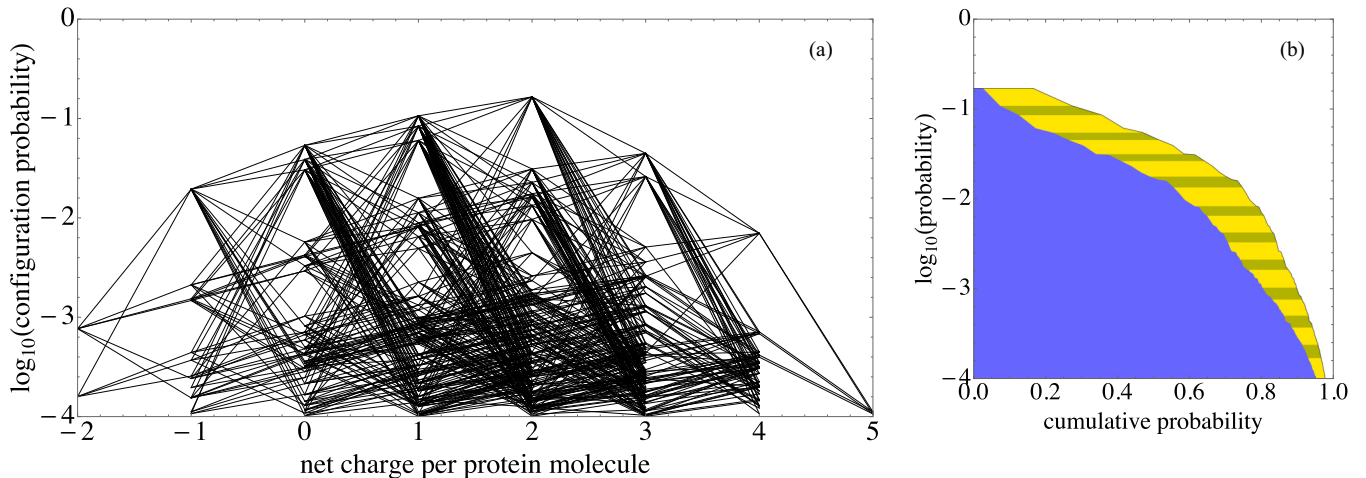 (a)
log10(configuration probability)
0
−1
−2
−3
−4
−2 −1 0 1 2 3 4 5
net charge per protein molecule
(b)
log10(probability)
0
−1
−2
−3
−4
0.0 0.2 0.4 0.6 0.8 1.0
cumulative probability